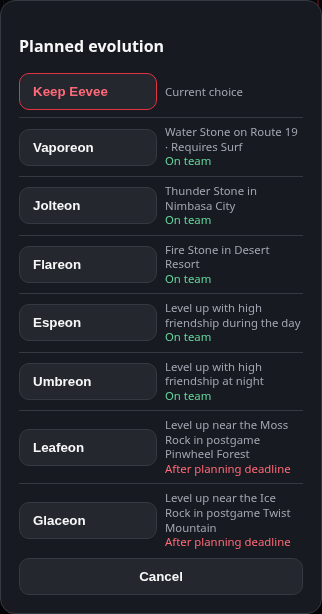 Planned evolution
Keep Eevee
Current choice
Vaporeon
Water Stone on Route 19
· Requires Surf
On team
Jolteon
Thunder Stone in
Nimbasa City
On team
Flareon
Fire Stone in Desert
Resort
On team
Espeon
Level up with high
friendship during the day
On team
Umbreon
Level up with high
friendship at night
On team
Leafeon
Level up near the Moss
Rock in postgame
Pinwheel Forest
After planning deadline
Glaceon
Level up near the Ice
Rock in postgame Twist
Mountain
After planning deadline
Cancel